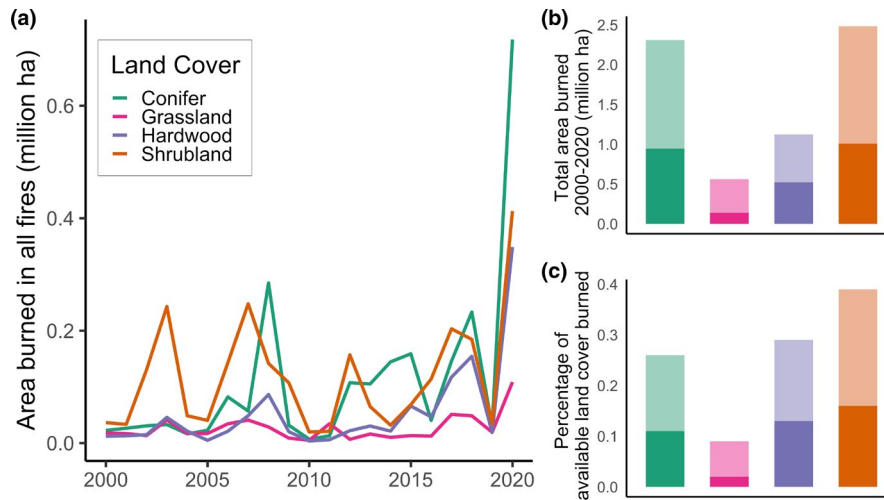 (a)
Area burned in all fires (million ha)
0.6
0.4
0.2
0.0
2000 2005 2010 2015 2020
Land Cover
Conifer
Grassland
Hardwood
Shrubland
(b)
Total area burned
2000-2020 (million ha)
2.5
2.0
1.5
1.0
0.5
0.0
(c)
Percentage of
available land cover burned
0.4
0.3
0.2
0.1
0.0